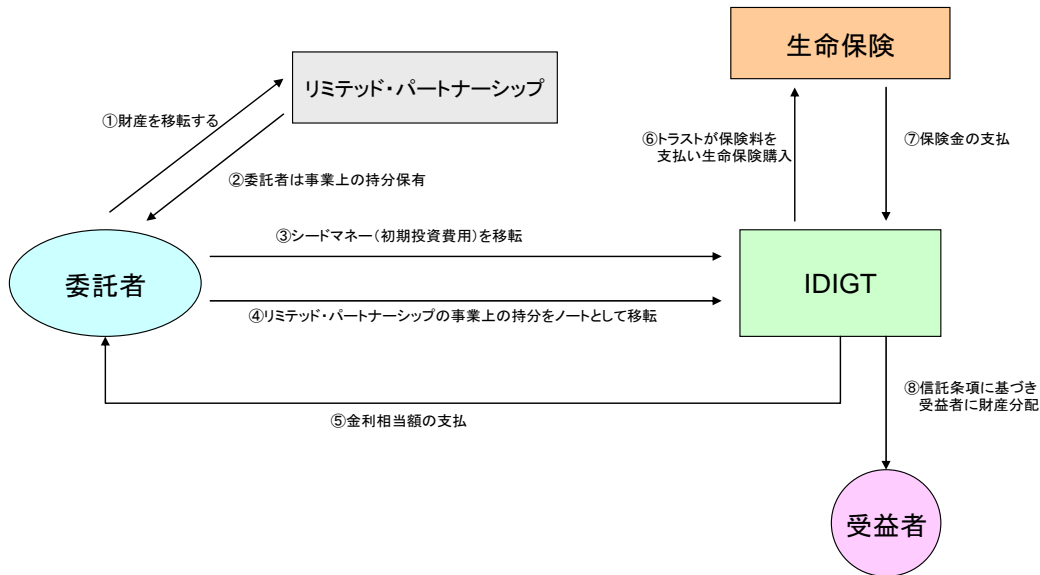 生命保険
リミテッド・パートナーシップ
①財産を移転する
⑥トラストが保険料を
支払い生命保険購入
⑦保険金の支払
②委託者は事業上の持分保有
③シードマネー(初期投資費用)を移転
委託者
IDIGT
④リミテッド・パートナーシップの事業上の持分をノートとして移転
⑧信託条項に基づき
受益者に財産分配
⑤金利相当額の支払
受益者